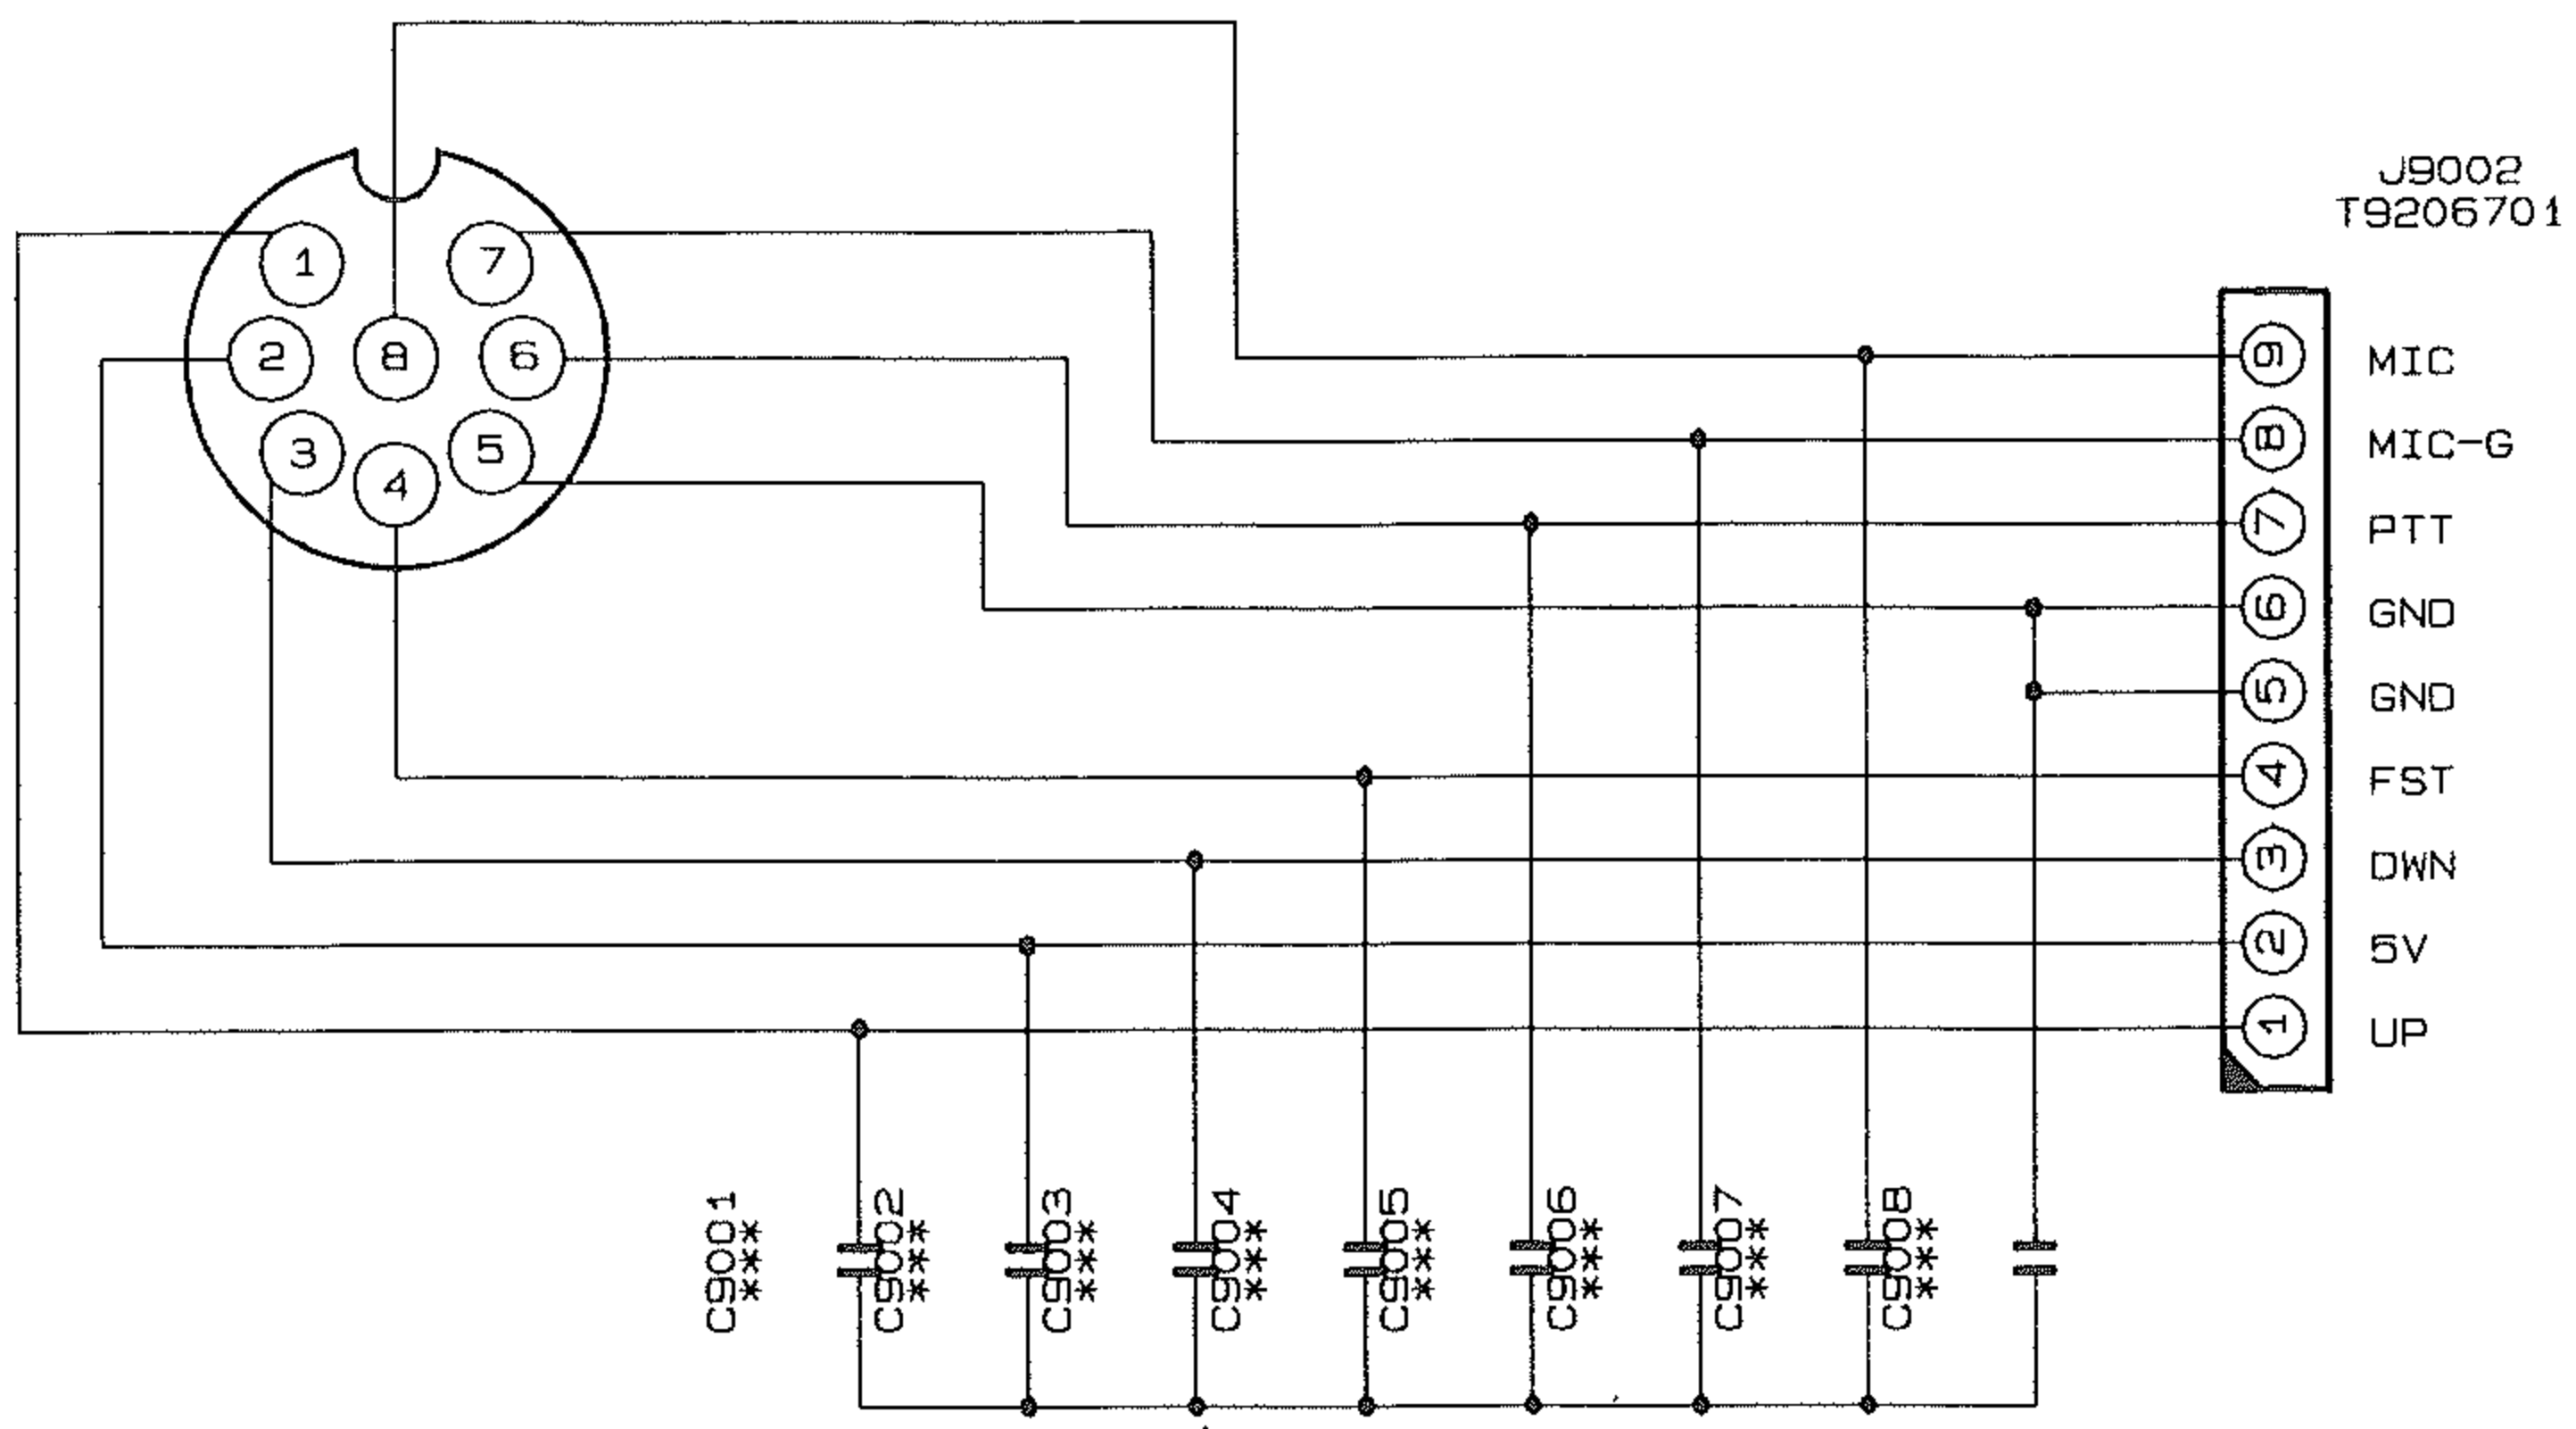 J9002
T9206701
1
7
2
8
6
3
5
4
9 MIC
8 MIC-G
7 PTT
6 GND
5 GND
4 FST
3 DWN
2 5V
1 UP
C9001
***
C9002
***
C9003
***
C9004
***
C9005
***
C9006
***
C9007
***
C9008
***